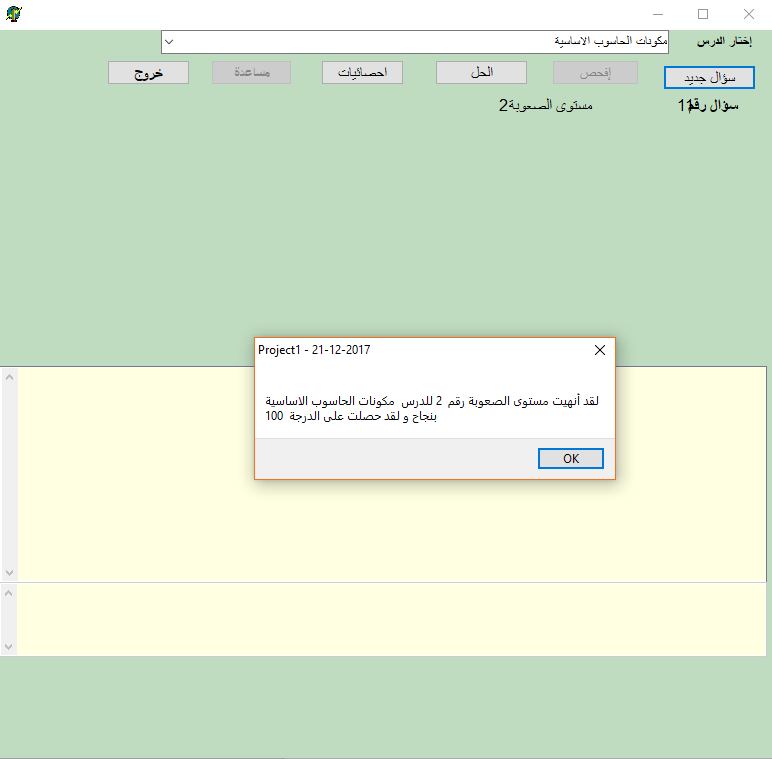 إختار الدرس
مكونات الحاسوب الاساسية
سؤال جديد
إفحص
الحل
احصائيات
مساعدة
خروج
سؤال رقم11
مستوى الصعوبة2
Project1 - 21-12-2017
لقد أنهيت مستوى الصعوبة رقم 2 للدرس مكونات الحاسوب الاساسية
بنجاح و لقد حصلت على الدرجة 100
OK